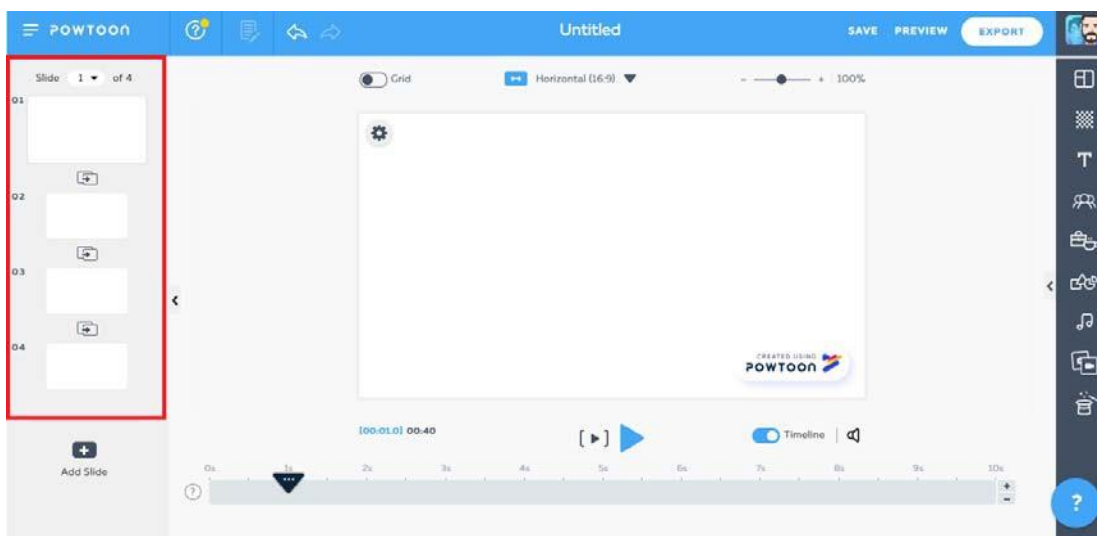 POWTOON
?
Untitled
SAVE PREVIEW EXPORT
Slide 1 of 4
Grid
Horizontal (16:9)
- + 100%
01
T
02
03
04
CREATED USING
POWTOON
[00:01.0] 00:40
Timeline
Add Slide
0s 1s 2s 3s 4s 5s 6s 7s 8s 9s 10s
?
+
-
?